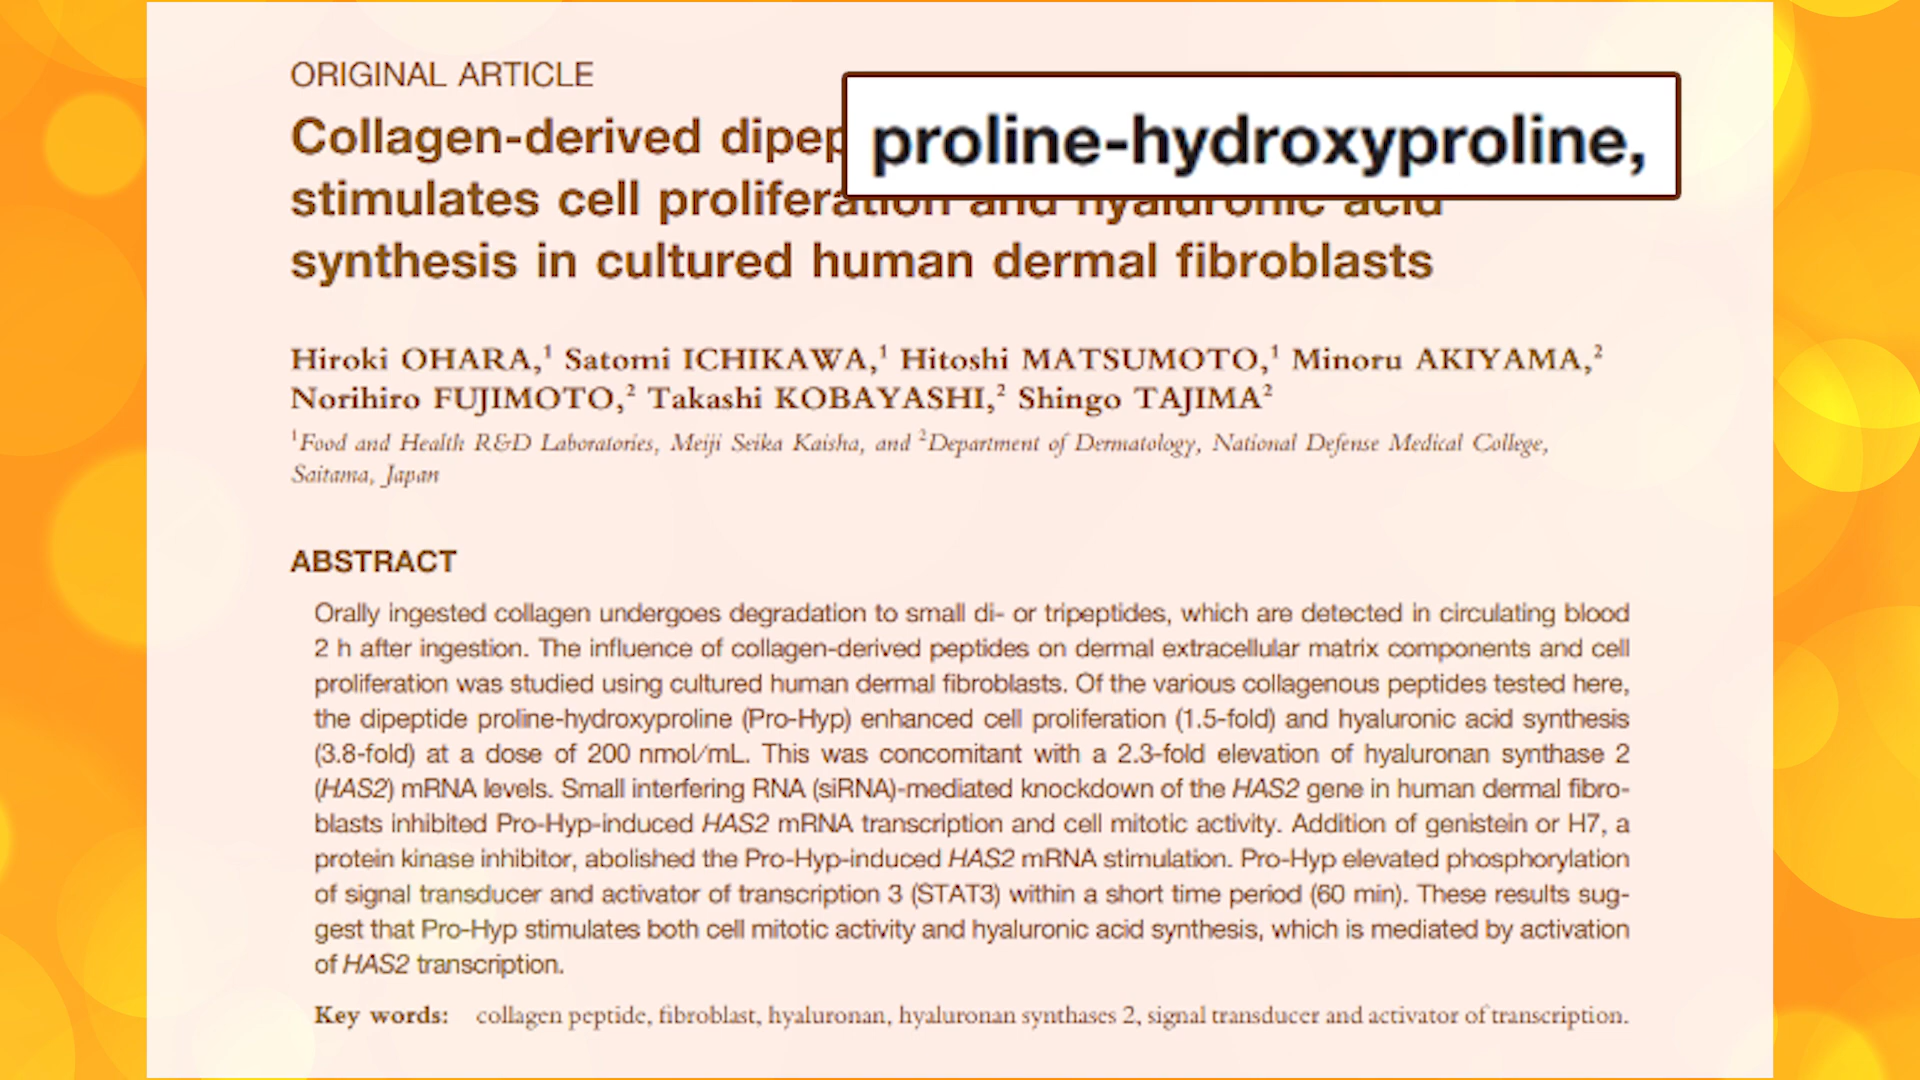 ORIGINAL ARTICLE
Collagen-derived dipep
proline-hydroxyproline,
stimulates cell proliferation and hyaluronic acid
synthesis in cultured human dermal fibroblasts
Hiroki OHARA,¹ Satomi ICHIKAWA,¹ Hitoshi MATSUMOTO,¹ Minoru AKIYAMA,²
Norihiro FUJIMOTO,² Takashi KOBAYASHI,² Shingo TAJIMA²
¹Food and Health R&D Laboratories, Meiji Seika Kaisha, and ²Department of Dermatology, National Defense Medical College,
Saitama, Japan
ABSTRACT
Orally ingested collagen undergoes degradation to small di- or tripeptides, which are detected in circulating blood
2 h after ingestion. The influence of collagen-derived peptides on dermal extracellular matrix components and cell
proliferation was studied using cultured human dermal fibroblasts. Of the various collagenous peptides tested here,
the dipeptide proline-hydroxyproline (Pro-Hyp) enhanced cell proliferation (1.5-fold) and hyaluronic acid synthesis
(3.8-fold) at a dose of 200 nmol/mL. This was concomitant with a 2.3-fold elevation of hyaluronan synthase 2
(HAS2) mRNA levels. Small interfering RNA (siRNA)-mediated knockdown of the HAS2 gene in human dermal fibro-
blasts inhibited Pro-Hyp-induced HAS2 mRNA transcription and cell mitotic activity. Addition of genistein or H7, a
protein kinase inhibitor, abolished the Pro-Hyp-induced HAS2 mRNA stimulation. Pro-Hyp elevated phosphorylation
of signal transducer and activator of transcription 3 (STAT3) within a short time period (60 min). These results sug-
gest that Pro-Hyp stimulates both cell mitotic activity and hyaluronic acid synthesis, which is mediated by activation
of HAS2 transcription.
Key words: collagen peptide, fibroblast, hyaluronan, hyaluronan synthases 2, signal transducer and activator of transcription.